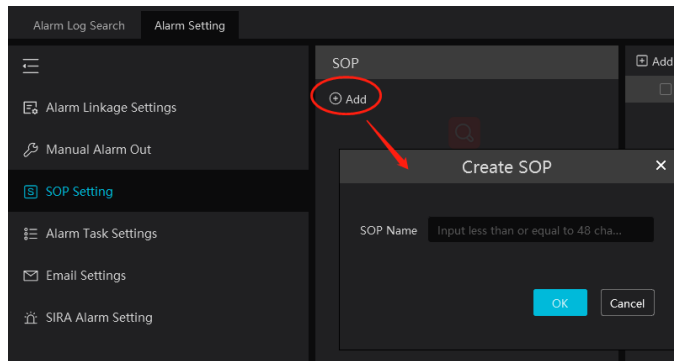 Alarm Log Search
Alarm Setting
SOP
Add
Add
Alarm Linkage Settings
Manual Alarm Out
Create SOP
SOP Setting
SOP Name
Input less than or equal to 48 cha...
Alarm Task Settings
Email Settings
OK
Cancel
SIRA Alarm Setting